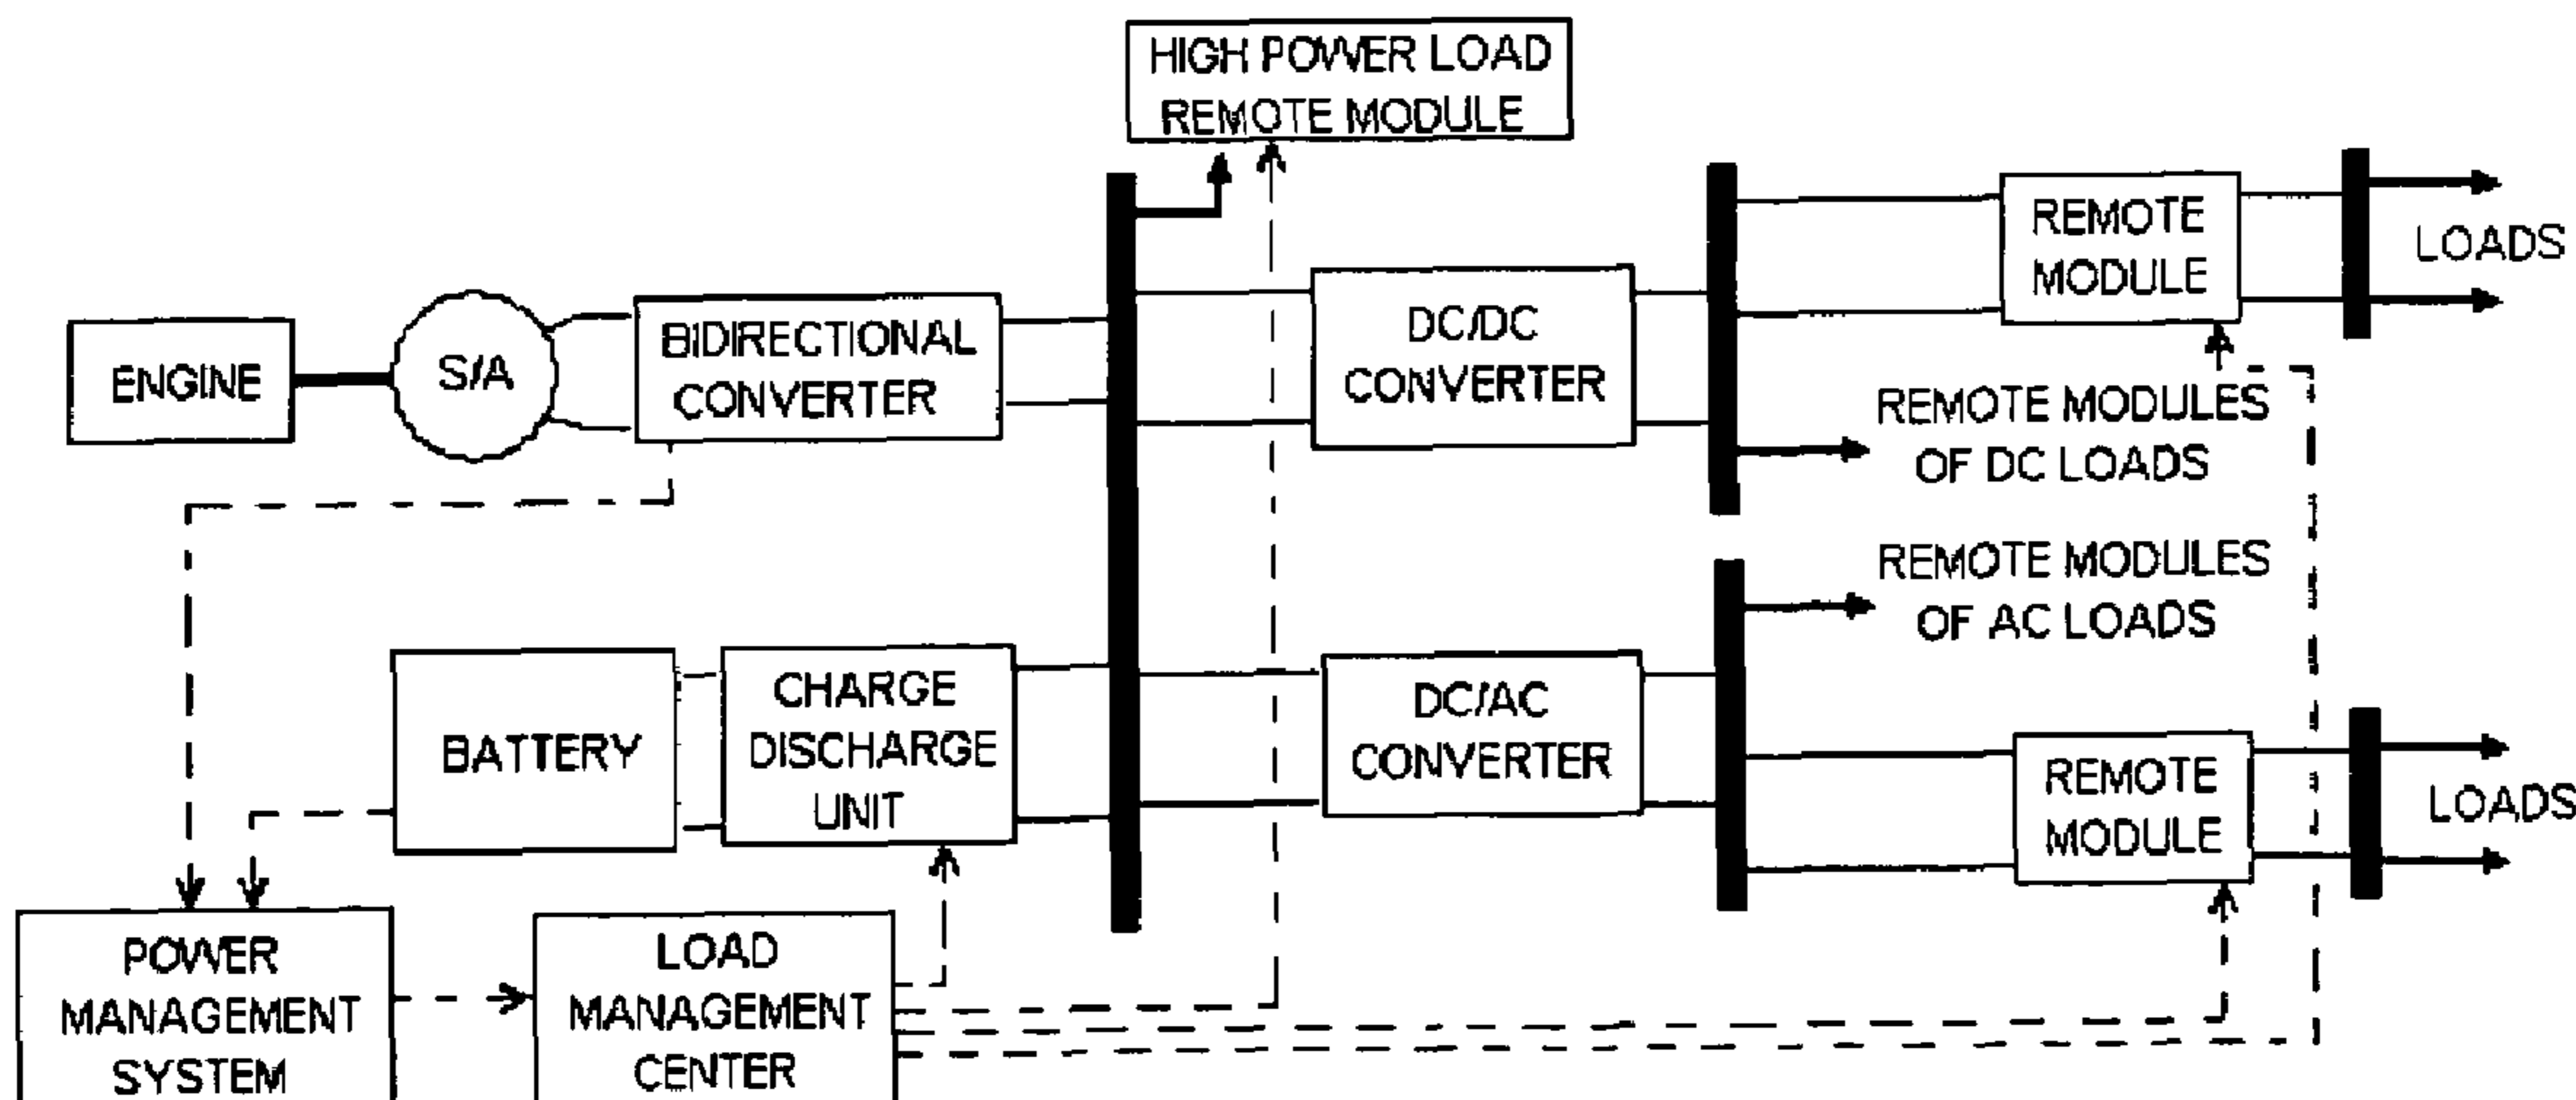 HIGH POWER LOAD
REMOTE MODULE
ENGINE
S/A
BIDIRECTIONAL
CONVERTER
DC/DC
CONVERTER
REMOTE
MODULE
LOADS
REMOTE MODULES
OF DC LOADS
REMOTE MODULES
OF AC LOADS
BATTERY
CHARGE
DISCHARGE
UNIT
DC/AC
CONVERTER
REMOTE
MODULE
LOADS
POWER
MANAGEMENT
SYSTEM
LOAD
MANAGEMENT
CENTER